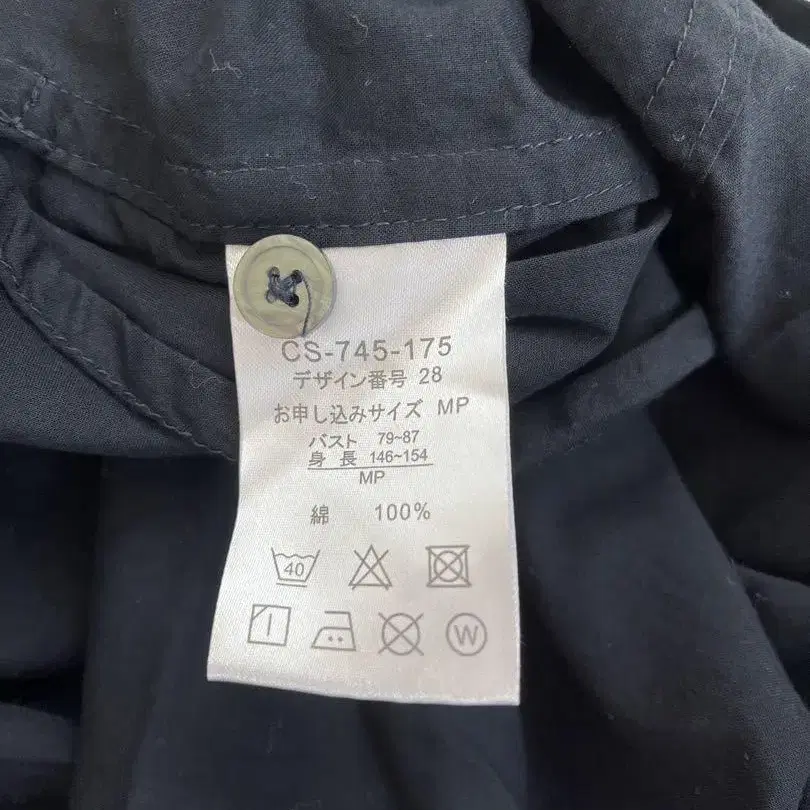 CS-745-175
デザイン番号 28
お申し込みサイズ MP
バスト 79~87
身長 146~154
MP
綿 100%
40
W